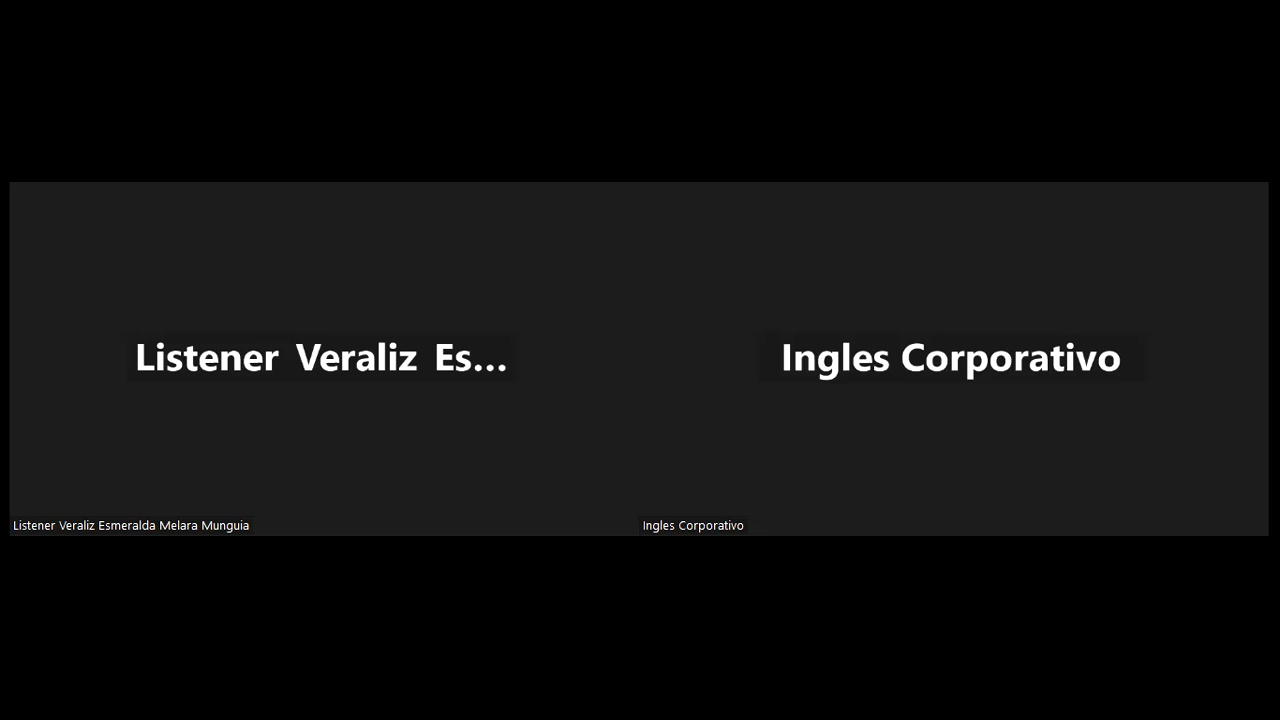 Listener Veraliz Es...
Ingles Corporativo
Listener Veraliz Esmeralda Melara Munguia
Ingles Corporativo